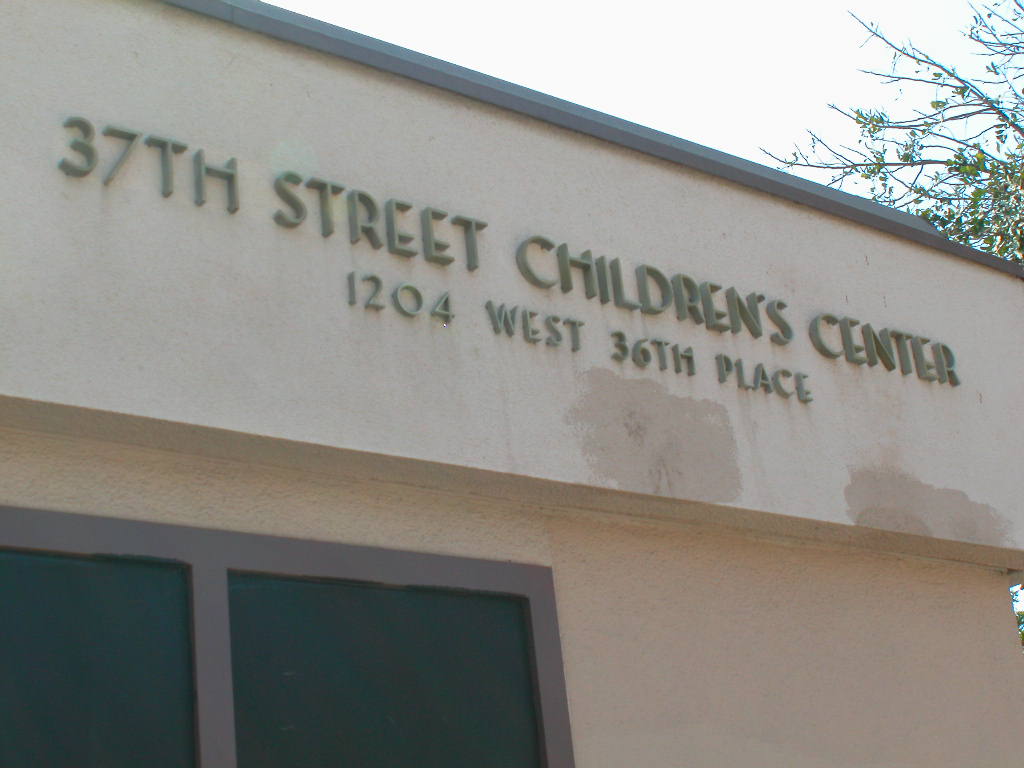 37TH STREET CHILDREN'S CENTER
1204 WEST 36TH PLACE